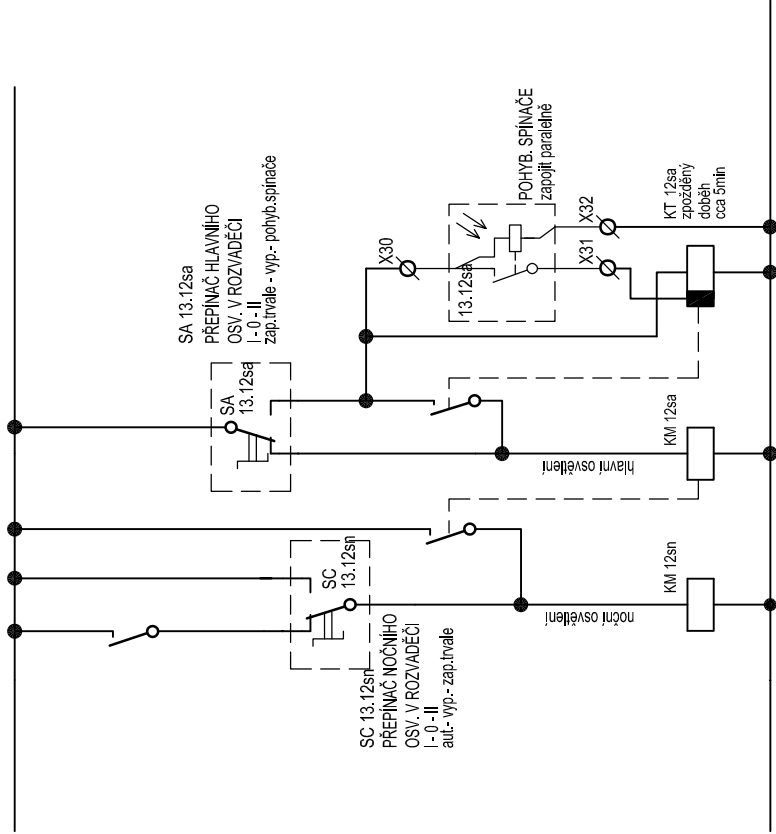 SA 13.12sa
PŘEPÍNAČ HLAVNÍHO
OSV. V ROZVADĚČI
I - 0 - II
zap.trvale - vyp.- pohyb.spínače
SA
13.12sa
X30
POHYB. SPÍNAČE
zapojit paralelně
13.12sa
X31
X32
KT 12sa
zpožděný
doběh
cca 5min
KM 12sa
hlavní osvětlení
SC
13.12sn
SC 13.12sn
PŘEPÍNAČ NOČNÍHO
OSV. V ROZVADĚČI
I - 0 - II
aut.- vyp.- zap.trvale
KM 12sn
noční osvětlení